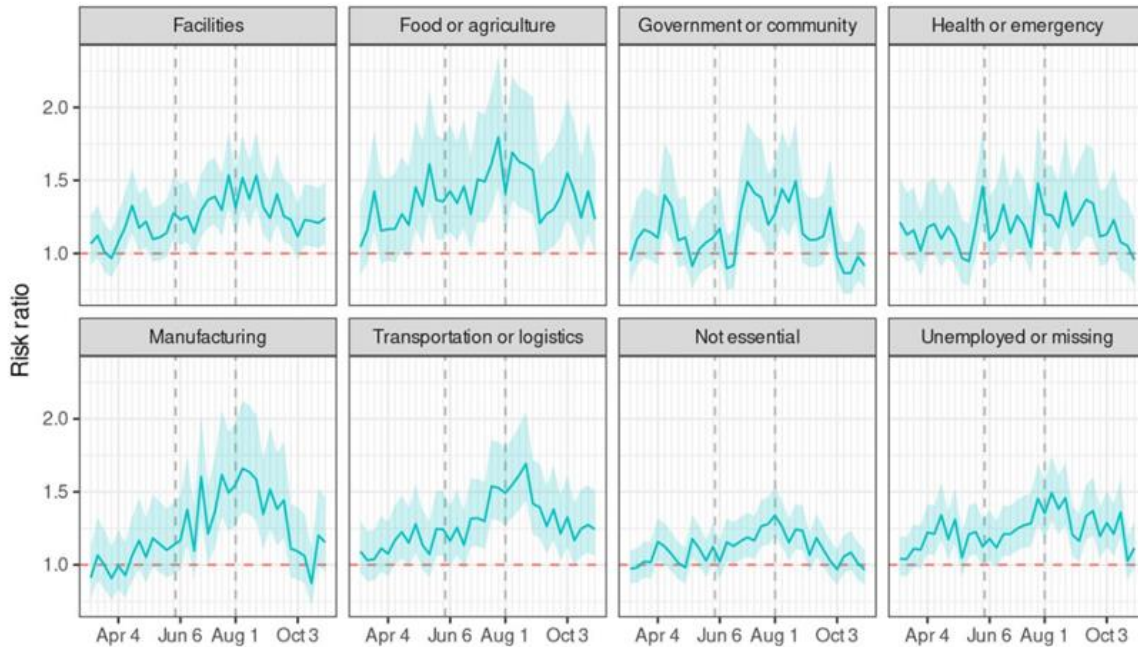 Facilities
Food or agriculture
Government or community
Health or emergency
2.0
1.5
1.0
Risk ratio
Manufacturing
Transportation or logistics
Not essential
Unemployed or missing
2.0
1.5
1.0
Apr 4 Jun 6 Aug 1 Oct 3
Apr 4 Jun 6 Aug 1 Oct 3
Apr 4 Jun 6 Aug 1 Oct 3
Apr 4 Jun 6 Aug 1 Oct 3